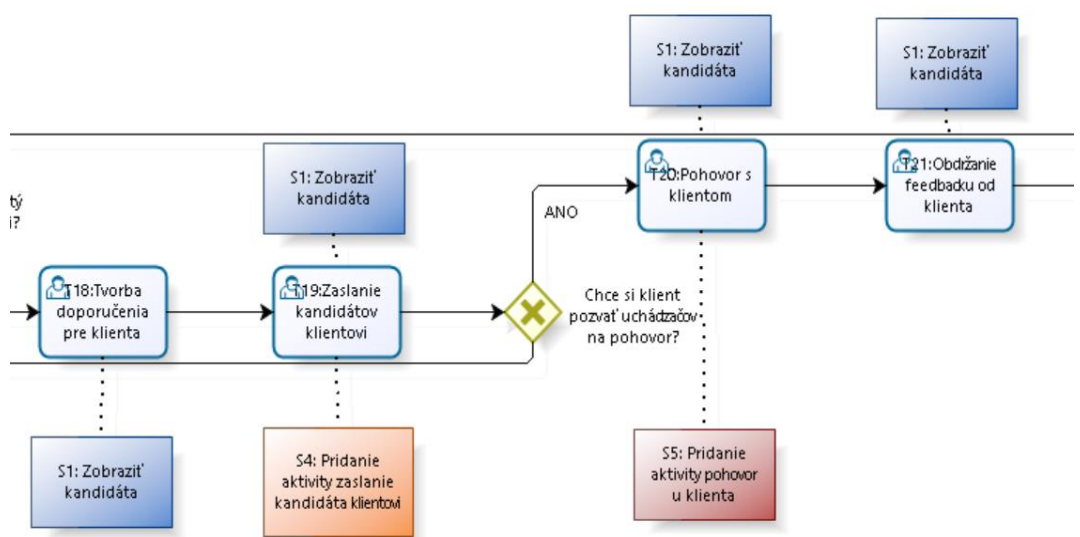 S1: Zobraziť
kandidáta
S1: Zobraziť
kandidáta
T20:Pohovor s
klientom
T21:Obdržanie
feedbacku od
klienta
S1: Zobraziť
kandidáta
ANO
tý
i?
T18:Tvorba
doporučenia
pre klienta
T19:Zaslanie
kandidátov
klientovi
Chce si klient
pozvať uchádzačov
na pohovor?
S1: Zobraziť
kandidáta
S4: Pridanie
aktivity zaslanie
kandidáta klientovi
S5: Pridanie
aktivity pohovor
u klienta